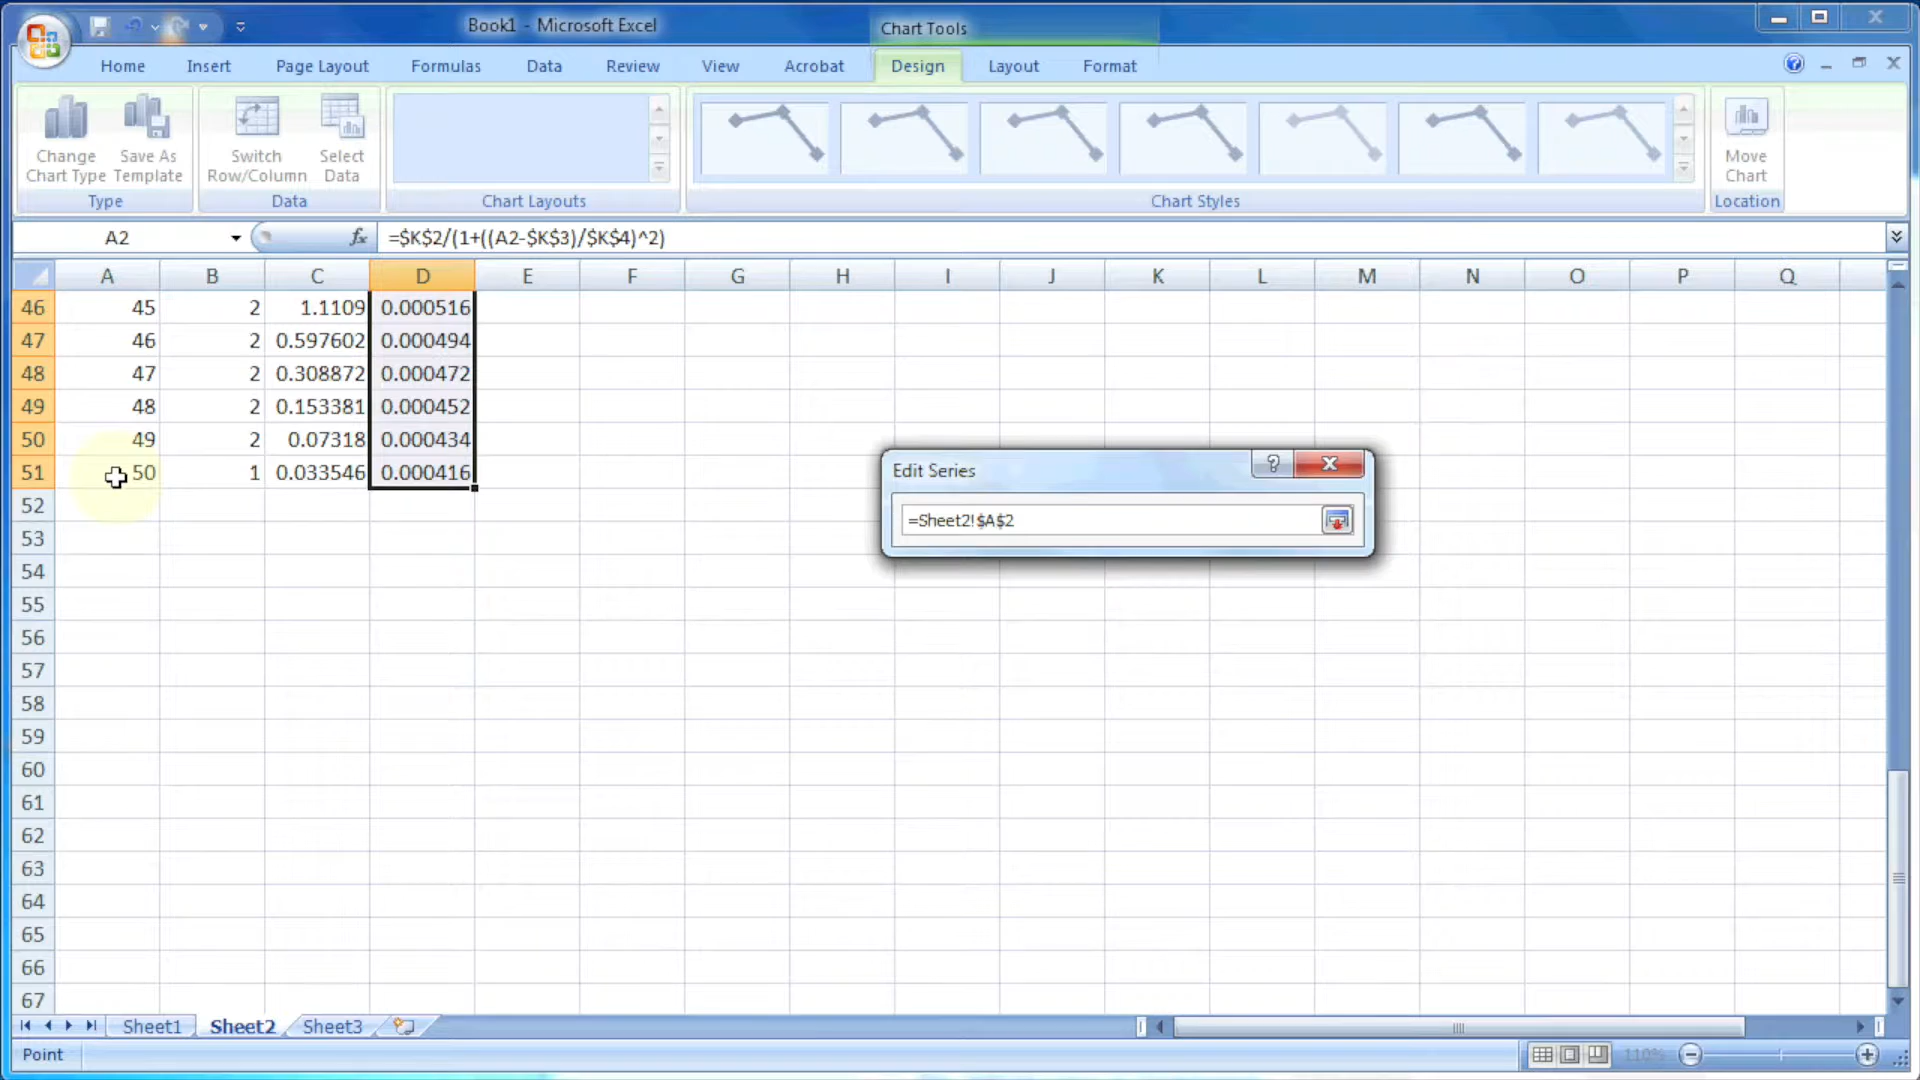 Book1 - Microsoft Excel
Chart Tools
Home Insert Page Layout Formulas Data Review View Acrobat Design Layout Format
Change Chart Type
Save As Template
Switch Row/Column
Select Data
Move Chart
Type Data Chart Layouts Chart Styles Location
A2 fx =$K$2/(1+((A2-$K$3)/$K$4)^2)
A B C D E F G H I J K L M N O P Q
46 45 2 1.1109 0.000516
47 46 2 0.597602 0.000494
48 47 2 0.308872 0.000472
49 48 2 0.153381 0.000452
50 49 2 0.07318 0.000434
51 50 1 0.033546 0.000416
52
53
54
55
56
57
58
59
60
61
62
63
64
65
66
67
Edit Series
=Sheet2!$A$2
Sheet1 Sheet2 Sheet3
Point 110%